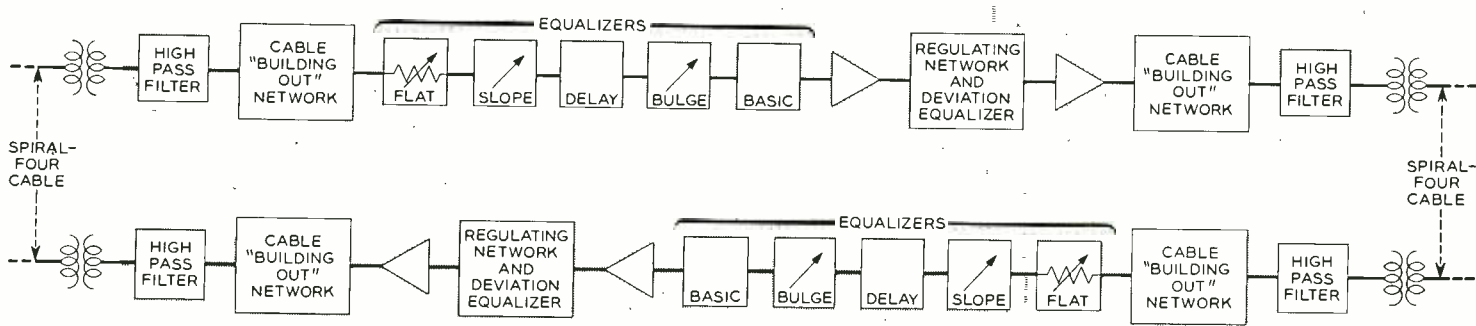 EQUALIZERS
HIGH
PASS
FILTER
CABLE
"BUILDING
OUT"
NETWORK
FLAT
SLOPE
DELAY
BULGE
BASIC
REGULATING
NETWORK
AND
DEVIATION
EQUALIZER
CABLE
"BUILDING
OUT"
NETWORK
HIGH
PASS
FILTER
SPIRAL-
FOUR
CABLE
SPIRAL-
FOUR
CABLE
HIGH
PASS
FILTER
CABLE
"BUILDING
OUT"
NETWORK
REGULATING
NETWORK
AND
DEVIATION
EQUALIZER
EQUALIZERS
BASIC
BULGE
DELAY
SLOPE
FLAT
CABLE
"BUILDING
OUT"
NETWORK
HIGH
PASS
FILTER